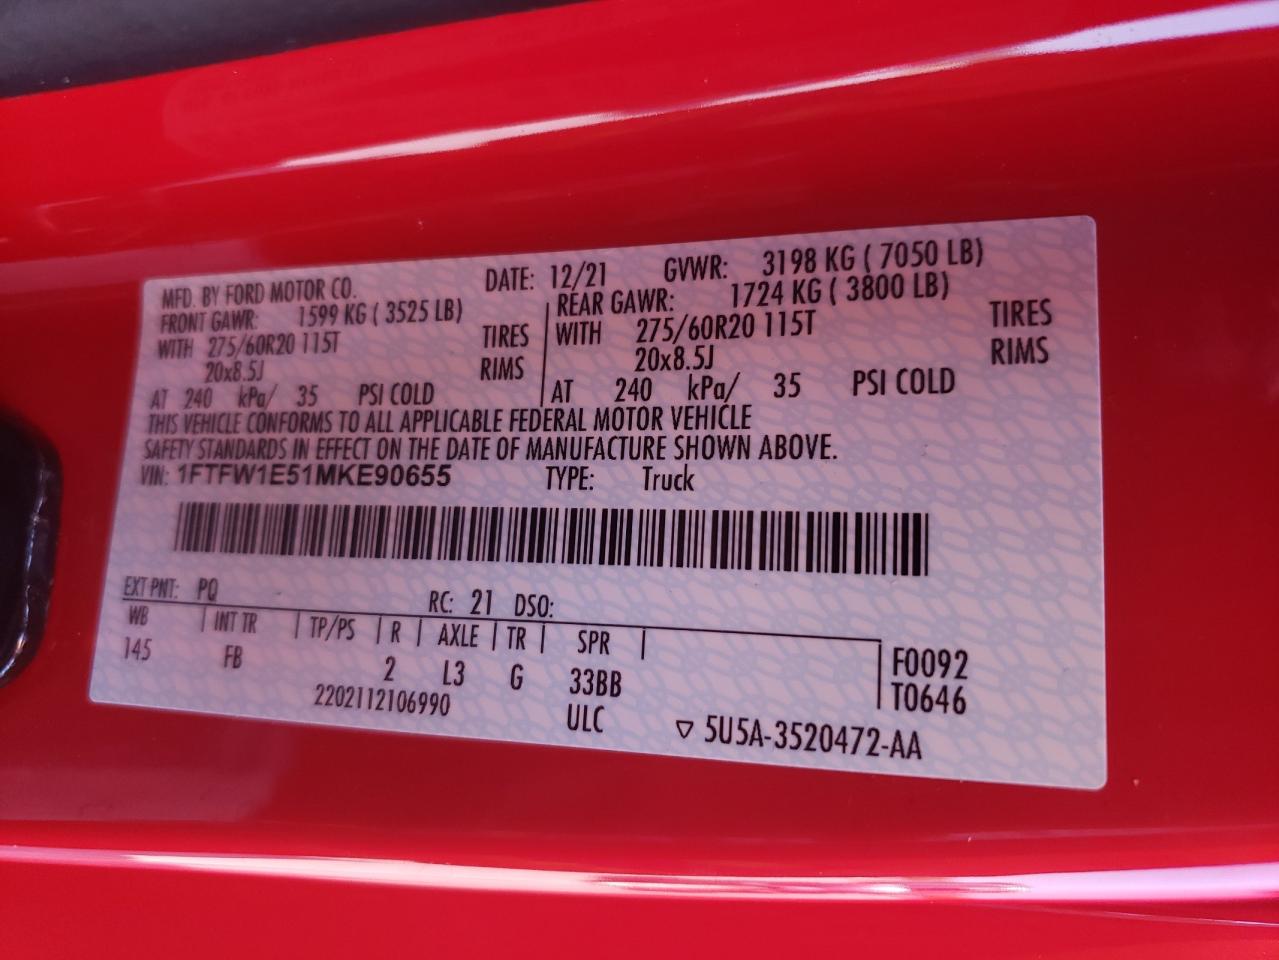 MFD. BY FORD MOTOR CO. DATE: 12/21 GVWR: 3198 KG ( 7050 LB)
FRONT GAWR: 1599 KG ( 3525 LB) REAR GAWR: 1724 KG ( 3800 LB)
WITH 275/60R20 115T TIRES WITH 275/60R20 115T TIRES
20x8.5J RIMS 20x8.5J RIMS
AT 240 kPa/ 35 PSI COLD AT 240 kPa/ 35 PSI COLD
THIS VEHICLE CONFORMS TO ALL APPLICABLE FEDERAL MOTOR VEHICLE
SAFETY STANDARDS IN EFFECT ON THE DATE OF MANUFACTURE SHOWN ABOVE.
VIN: 1FTFW1E51MKE90655 TYPE: Truck
EXT PNT: PQ RC: 21 DSO:
WB INT TR TP/PS R AXLE TR SPR
145 FB 2 L3 G 33BB F0092
2202112106990 ULC T0646
▽ 5U5A-3520472-AA